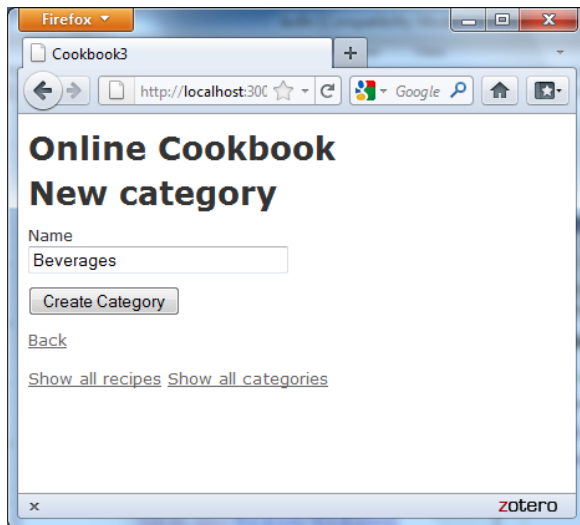 Firefox
Cookbook3
http://localhost:300
Google
Online Cookbook
New category
Name
Beverages
Create Category
Back
Show all recipes Show all categories
x zotero